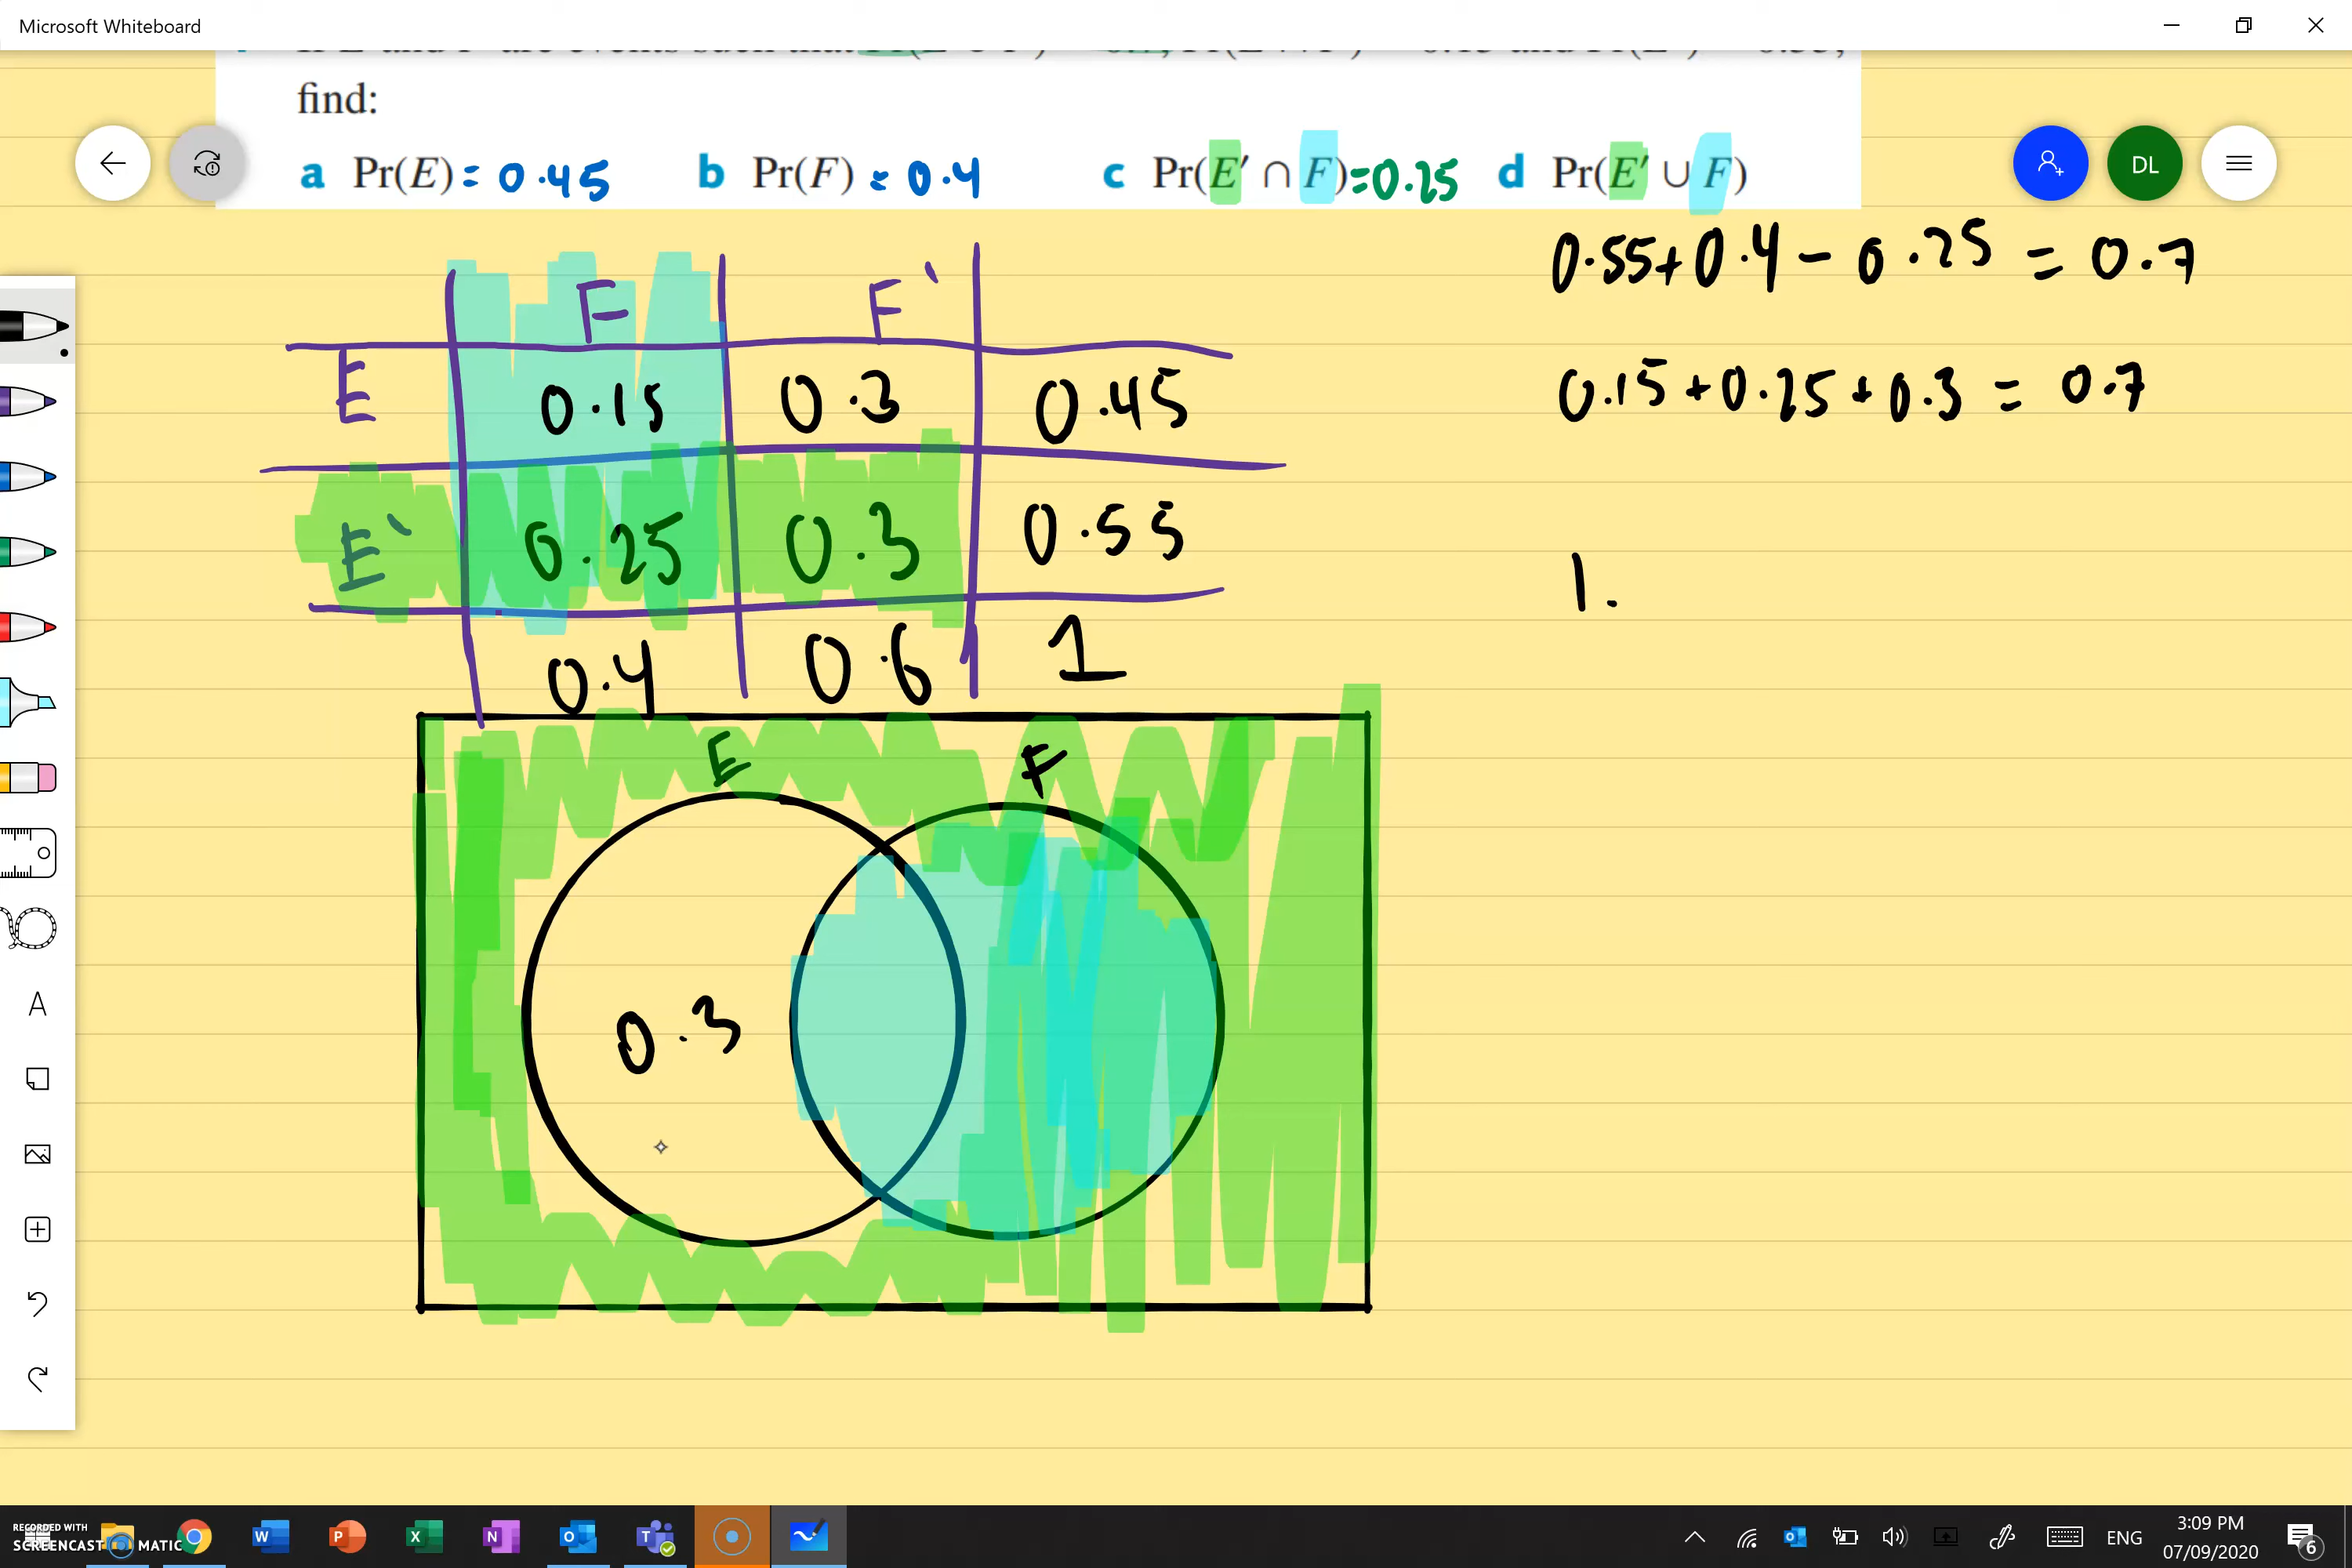 Microsoft Whiteboard
find:
a Pr(E) = 0.45 b Pr(F) = 0.4 c Pr(E′ ∩ F) = 0.25 d Pr(E′ ∪ F)
DL
0.55 + 0.4 - 0.25 = 0.7
F F`
E 0.15 0.3 0.45
0.15 + 0.25 + 0.3 = 0.7
E` 0.25 0.3 0.55
1.
0.4 0.6 1
E F
0.3
A
RECORDED WITH
SCREENCAST MATIC
ENG
3:09 PM
07/09/2020
6